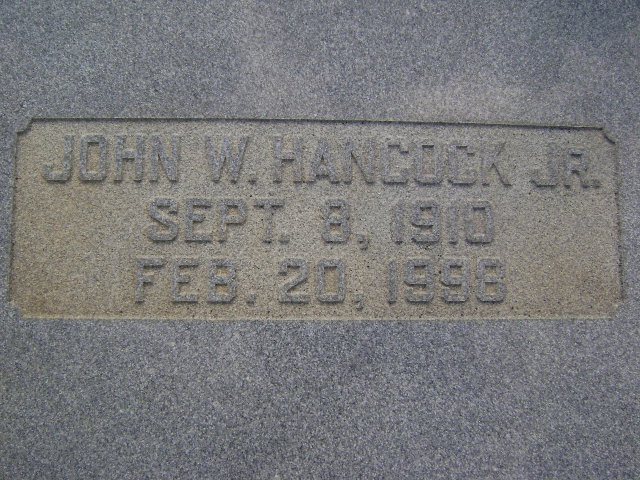 JOHN W. HANCOCK JR.
SEPT. 8, 1910
FEB. 20, 1998